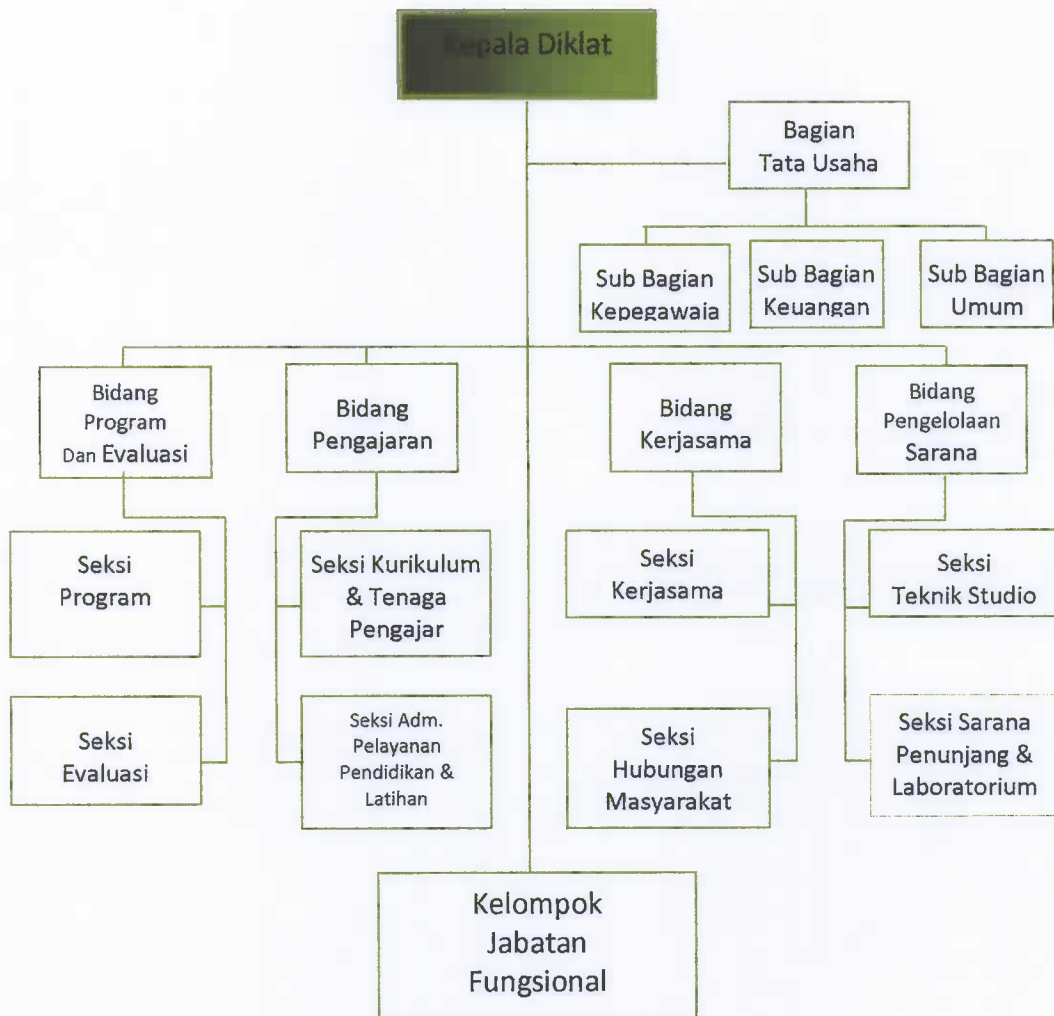 Kepala Diklat
Bagian
Tata Usaha
Sub Bagian
Kepegawaia
Sub Bagian
Keuangan
Sub Bagian
Umum
Bidang
Program
Dan Evaluasi
Bidang
Pengajaran
Bidang
Kerjasama
Bidang
Pengelolaan
Sarana
Seksi
Program
Seksi Kurikulum
& Tenaga
Pengajar
Seksi
Kerjasama
Seksi
Teknik Studio
Seksi
Evaluasi
Seksi Adm.
Pelayanan
Pendidikan &
Latihan
Seksi
Hubungan
Masyarakat
Seksi Sarana
Penunjang &
Laboratorium
Kelompok
Jabatan
Fungsional